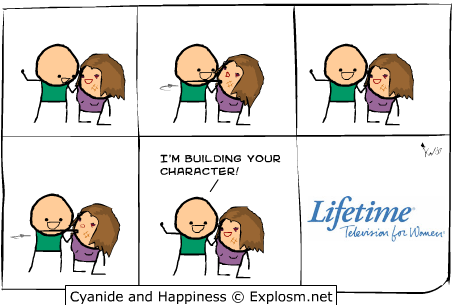 I'M BUILDING YOUR
CHARACTER!
Lifetime
Television for Women
Cyanide and Happiness © Explosm.net